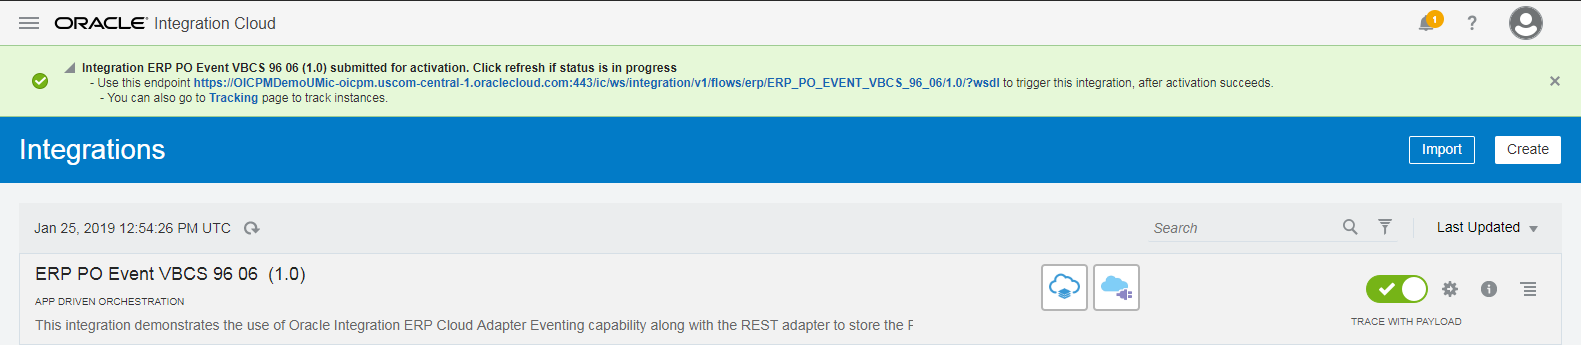 ORACLE Integration Cloud
1
?
Integration ERP PO Event VBCS 96 06 (1.0) submitted for activation. Click refresh if status is in progress
- Use this endpoint https://OICPMDemoUMic-oicpm.uscom-central-1.oraclecloud.com:443/ic/ws/integration/v1/flows/erp/ERP_PO_EVENT_VBCS_96_06/1.0/?wsdl to trigger this integration, after activation succeeds.
- You can also go to Tracking page to track instances.
Integrations
Import
Create
Jan 25, 2019 12:54:26 PM UTC
Search
Last Updated
ERP PO Event VBCS 96 06 (1.0)
APP DRIVEN ORCHESTRATION
TRACE WITH PAYLOAD
This integration demonstrates the use of Oracle Integration ERP Cloud Adapter Eventing capability along with the REST adapter to store the